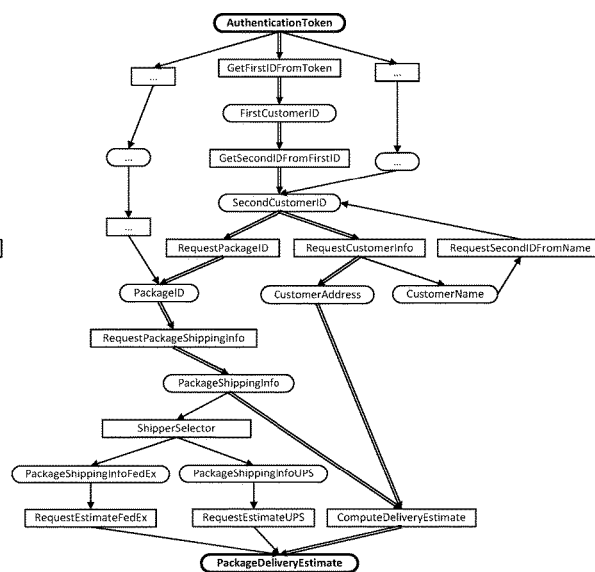 AuthenticationToken
...
GetFirstIDFromToken
...
FirstCustomerID
...
GetSecondIDFromFirstID
...
SecondCustomerID
...
RequestPackageID
RequestCustomerInfo
RequestSecondIDFromName
PackageID
CustomerAddress
CustomerName
RequestPackageShippingInfo
PackageShippingInfo
ShipperSelector
PackageShippingInfoFedEx
PackageShippingInfoUPS
RequestEstimateFedEx
RequestEstimateUPS
ComputeDeliveryEstimate
PackageDeliveryEstimate